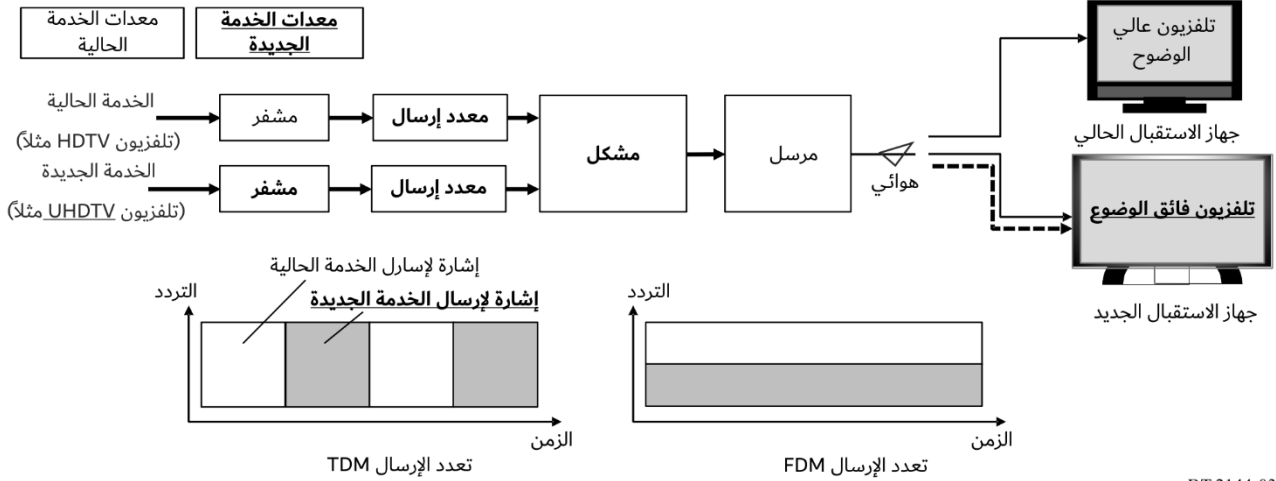 معدات الخدمة
الحالية
معدات الخدمة
الجديدة
الخدمة الحالية
(تلفزيون HDTV مثلاً)
مشفر
معدد إرسال
الخدمة الجديدة
(تلفزيون UHDTV مثلاً)
مشفر
معدد إرسال
مشكل
مرسل
هوائي
تلفزيون عالي
الوضوح
جهاز الاستقبال الحالي
تلفزيون فائق الوضوع
جهاز الاستقبال الجديد
إشارة لإسارل الخدمة الحالية
إشارة لإرسال الخدمة الجديدة
التردد
الزمن
تعدد الإرسال TDM
التردد
الزمن
تعدد الإرسال FDM